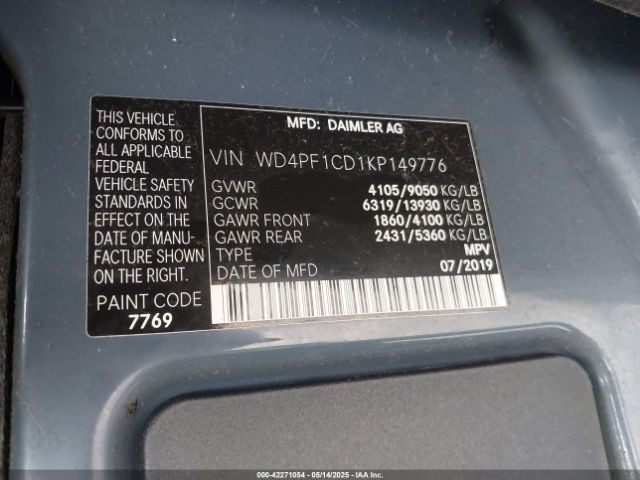 THIS VEHICLE
CONFORMS TO
ALL APPLICABLE
FEDERAL
VEHICLE SAFETY
STANDARDS IN
EFFECT ON THE
DATE OF MANU-
FACTURE SHOWN
ON THE RIGHT.
PAINT CODE
7769
MFD: DAIMLER AG
VIN WD4PF1CD1KP149776
GVWR 4105/9050 KG/LB
GCWR 6319/13930 KG/LB
GAWR FRONT 1860/4100 KG/LB
GAWR REAR 2431/5360 KG/LB
TYPE MPV
DATE OF MFD 07/2019
000-42271054 - 05/14/2025 - IAAI.com